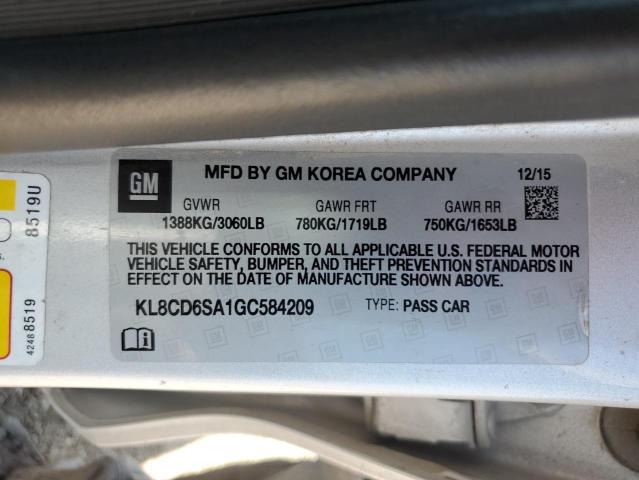 GM MFD BY GM KOREA COMPANY 12/15
GVWR GAWR FRT GAWR RR
1388KG/3060LB 780KG/1719LB 750KG/1653LB
THIS VEHICLE CONFORMS TO ALL APPLICABLE U.S. FEDERAL MOTOR
VEHICLE SAFETY, BUMPER, AND THEFT PREVENTION STANDARDS IN
EFFECT ON THE DATE OF MANUFACTURE SHOWN ABOVE.
KL8CD6SA1GC584209 TYPE: PASS CAR
8519U
42488519